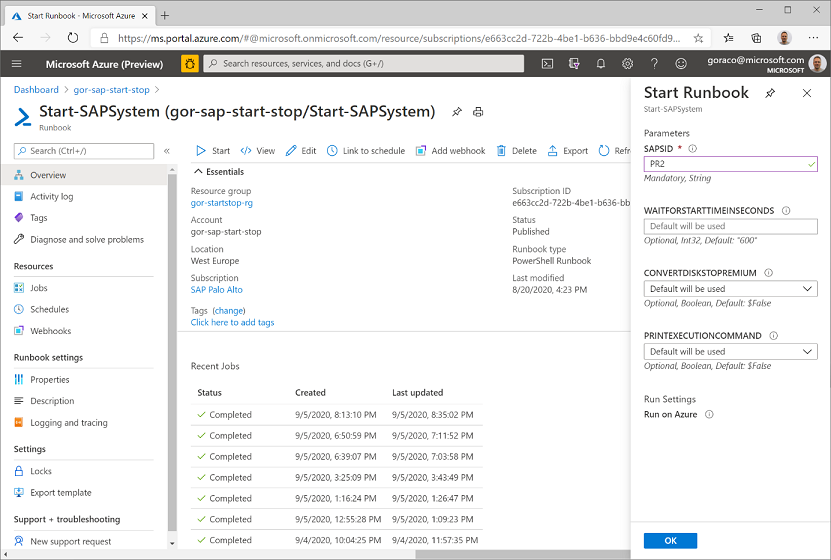 Start Runbook - Microsoft Azure
https://ms.portal.azure.com/#@microsoft.onmicrosoft.com/resource/subscriptions/e663cc2d-722b-4be1-b636-bbd9e4c60fd9...
Microsoft Azure (Preview)
Search resources, services, and docs (G+/)
goraco@microsoft.com
MICROSOFT
Dashboard > gor-sap-start-stop >
Start-SAPSystem (gor-sap-start-stop/Start-SAPSystem)
Runbook
Search (Ctrl+/)
Overview
Activity log
Tags
Diagnose and solve problems
Resources
Jobs
Schedules
Webhooks
Runbook settings
Properties
Description
Logging and tracing
Settings
Locks
Export template
Support + troubleshooting
New support request
Start
View
Edit
Link to schedule
Add webhook
Delete
Export
Refr
Essentials
Resource group
gor-startstop-rg
Account
gor-sap-start-stop
Location
West Europe
Subscription
SAP Palo Alto
Tags (change)
Click here to add tags
Subscription ID
e663cc2d-722b-4be1-b636-bb
Status
Published
Runbook type
PowerShell Runbook
Last modified
8/20/2020, 4:23 PM
Recent Jobs
Status Created Last updated
Completed 9/5/2020, 8:13:10 PM 9/5/2020, 8:35:02 PM
Completed 9/5/2020, 6:50:59 PM 9/5/2020, 7:11:52 PM
Completed 9/5/2020, 6:39:07 PM 9/5/2020, 7:03:58 PM
Completed 9/5/2020, 3:25:09 PM 9/5/2020, 3:43:49 PM
Completed 9/5/2020, 1:16:24 PM 9/5/2020, 1:26:47 PM
Completed 9/5/2020, 12:55:28 PM 9/5/2020, 1:09:23 PM
Completed 9/4/2020, 10:04:25 PM 9/4/2020, 11:57:35 PM
Start Runbook
Start-SAPSystem
Parameters
SAPSID *
PR2
Mandatory, String
WAITFORSTARTTIMEINSECONDS
Default will be used
Optional, Int32, Default: "600"
CONVERTDISKSTOPREMIUM
Default will be used
Optional, Boolean, Default: $False
PRINTEXECUTIONCOMMAND
Default will be used
Optional, Boolean, Default: $False
Run Settings
Run on Azure
OK